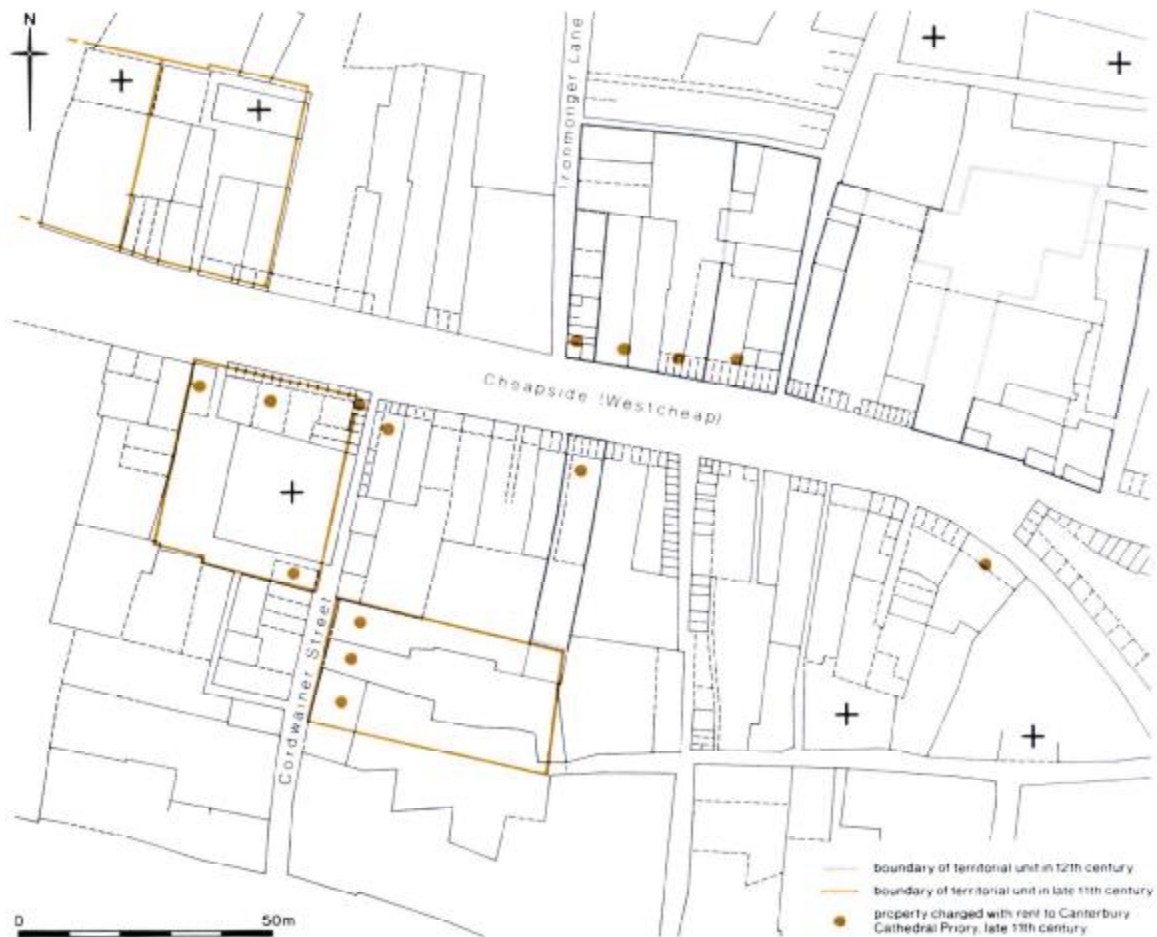 N
Ironmonger Lane
Cheapside (Westcheap)
Cordwainer Street
boundary of territorial unit in 12th century
boundary of territorial unit in late 11th century
property charged with rent to Canterbury
Cathedral Priory, late 11th century
0 50m